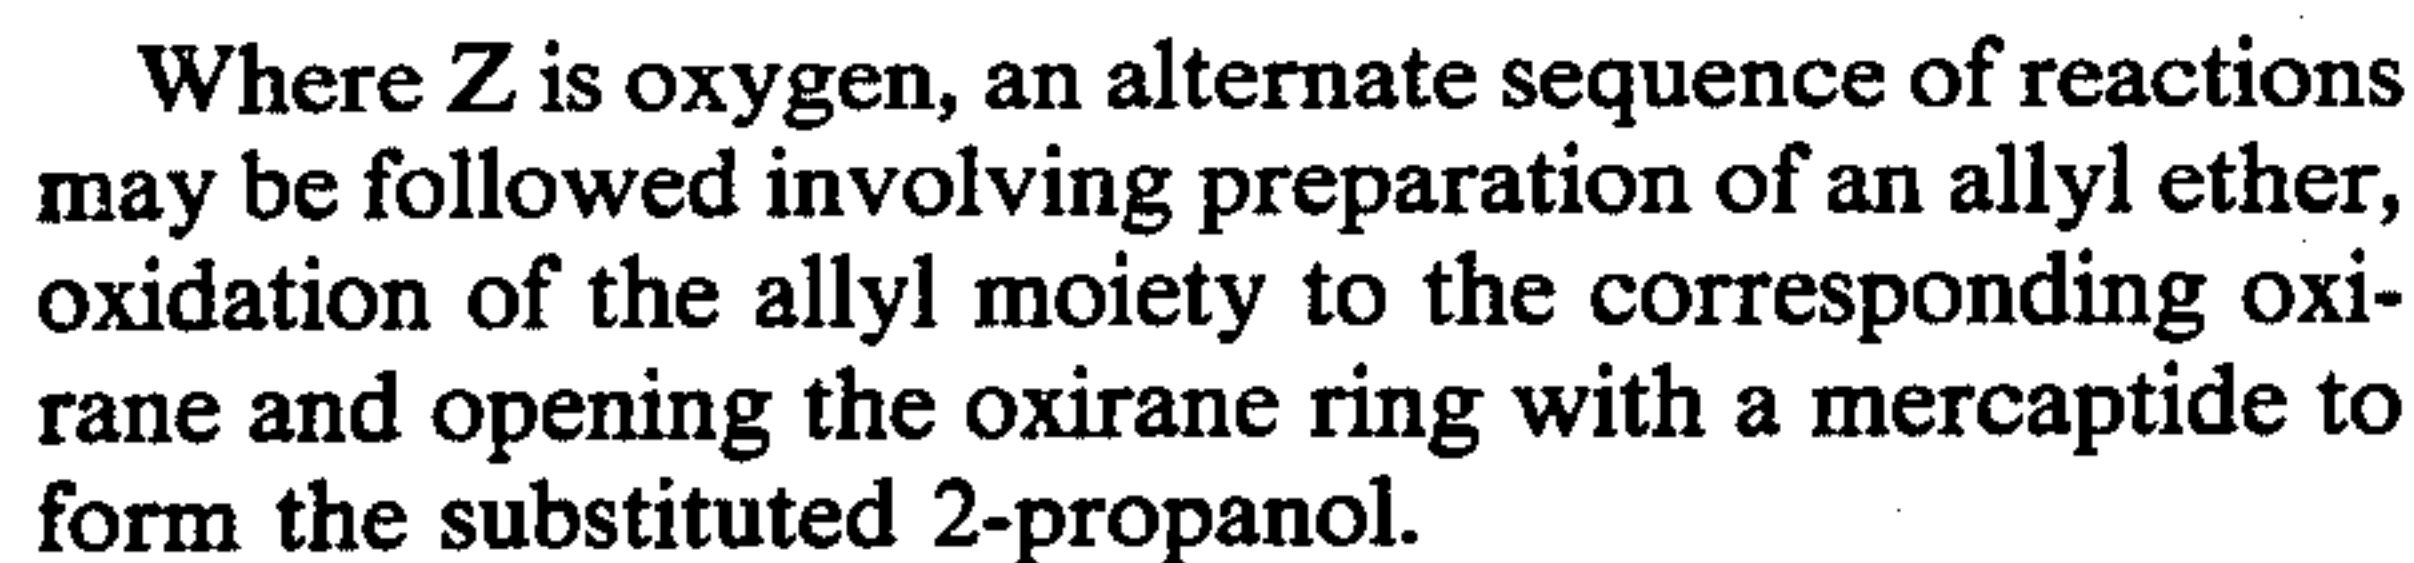 Where Z is oxygen, an alternate sequence of reactions
may be followed involving preparation of an allyl ether,
oxidation of the allyl moiety to the corresponding oxi-
rane and opening the oxirane ring with a mercaptide to
form the substituted 2-propanol.